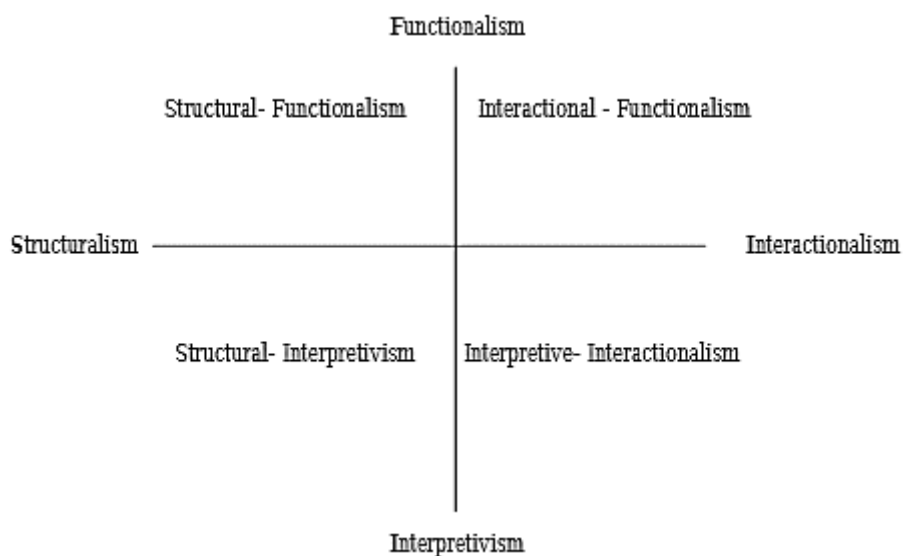 Functionalism
Structural- Functionalism
Interactional - Functionalism
Structuralism
Interactionalism
Structural- Interpretivism
Interpretive- Interactionalism
Interpretivism